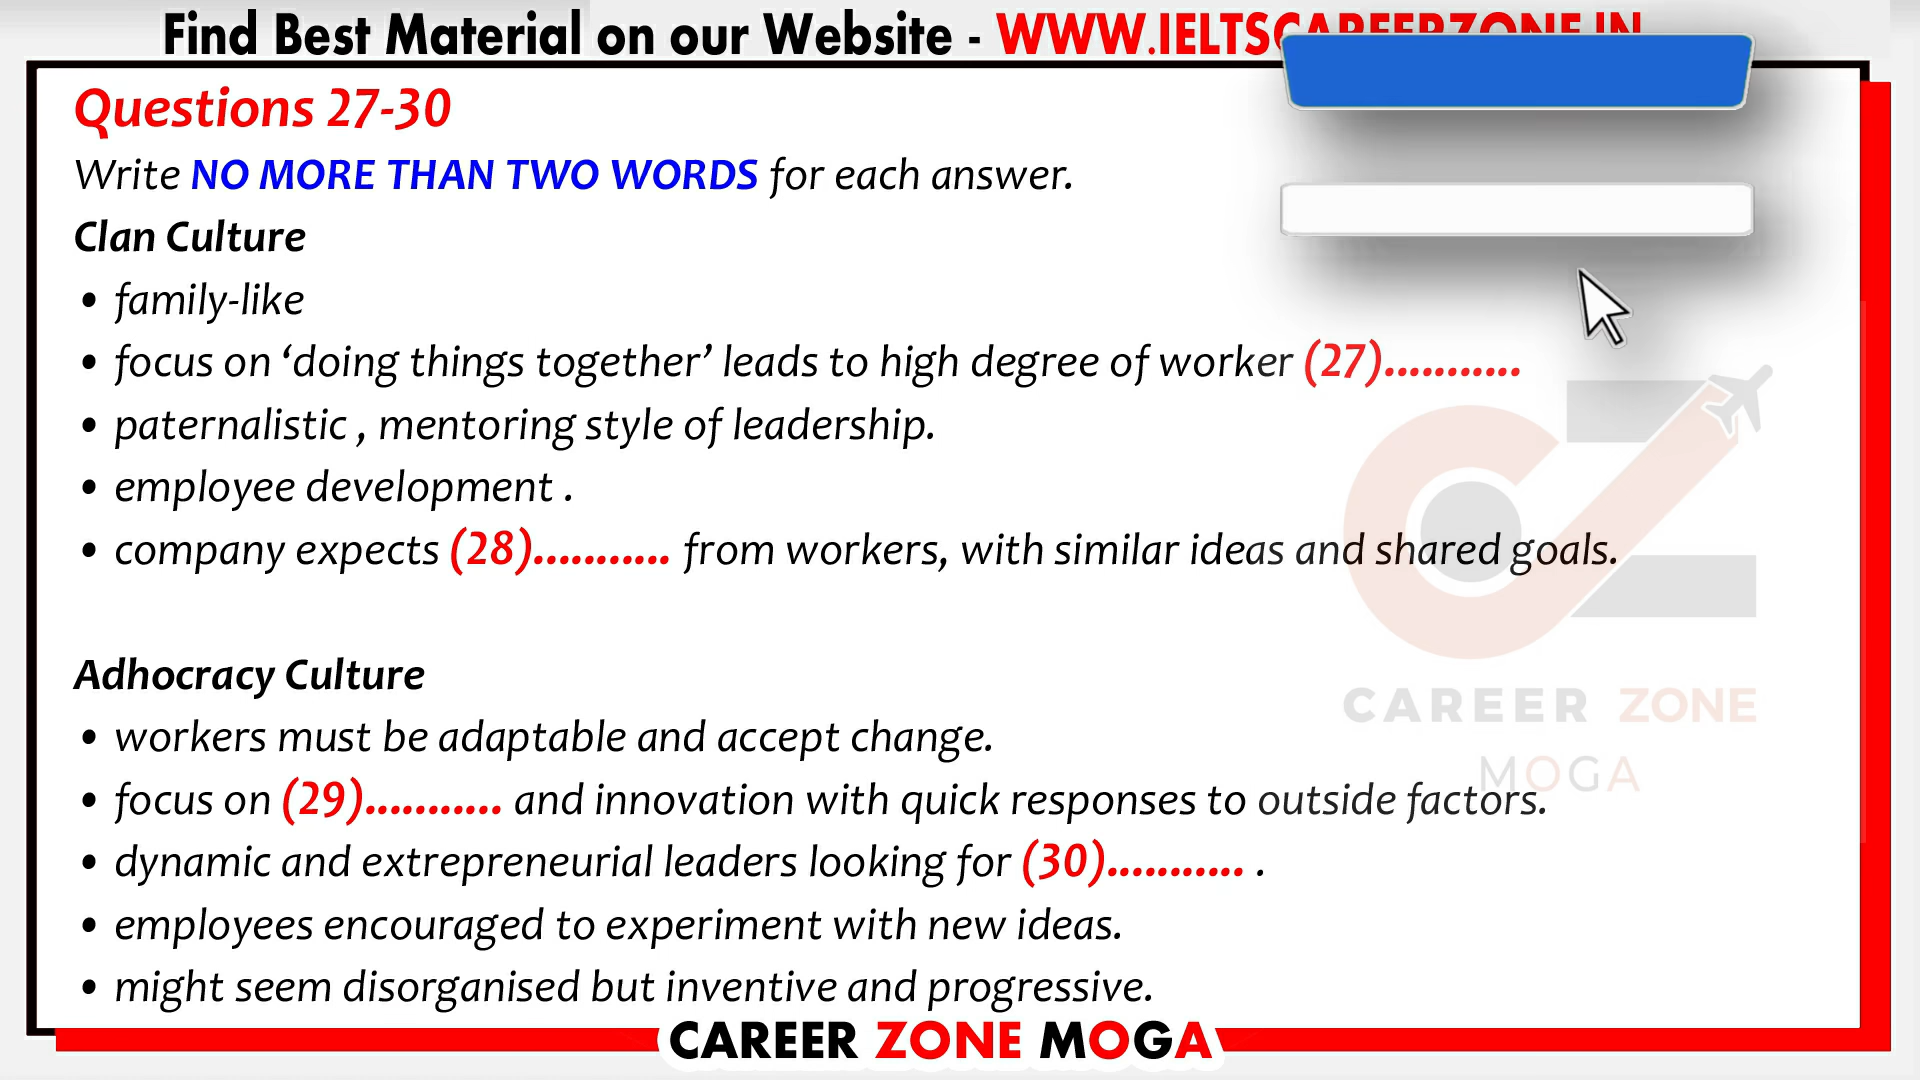 Find Best Material on our Website - WWW.IELTSCAREERZONE.IN
Questions 27-30
Write NO MORE THAN TWO WORDS for each answer.
Clan Culture
• family-like
• focus on ‘doing things together’ leads to high degree of worker (27)...........
• paternalistic , mentoring style of leadership.
• employee development .
• company expects (28)........... from workers, with similar ideas and shared goals.
Adhocracy Culture
• workers must be adaptable and accept change.
• focus on (29)........... and innovation with quick responses to outside factors.
• dynamic and extrepreneurial leaders looking for (30)........... .
• employees encouraged to experiment with new ideas.
• might seem disorganised but inventive and progressive.
CAREER ZONE
MOGA
CAREER ZONE MOGA